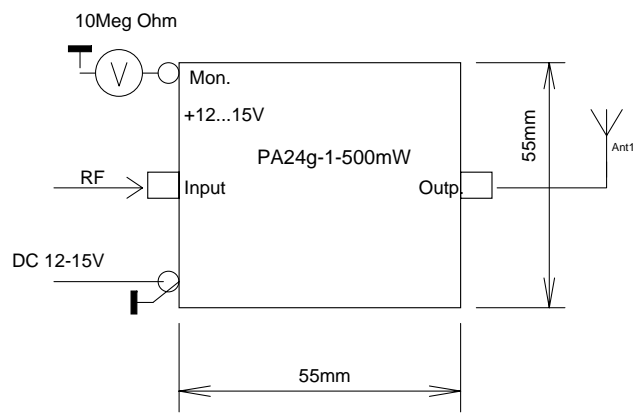 10Meg Ohm
V
Mon.
+12...15V
PA24g-1-500mW
55mm
Ant1
RF
Input
Outp.
DC 12-15V
55mm